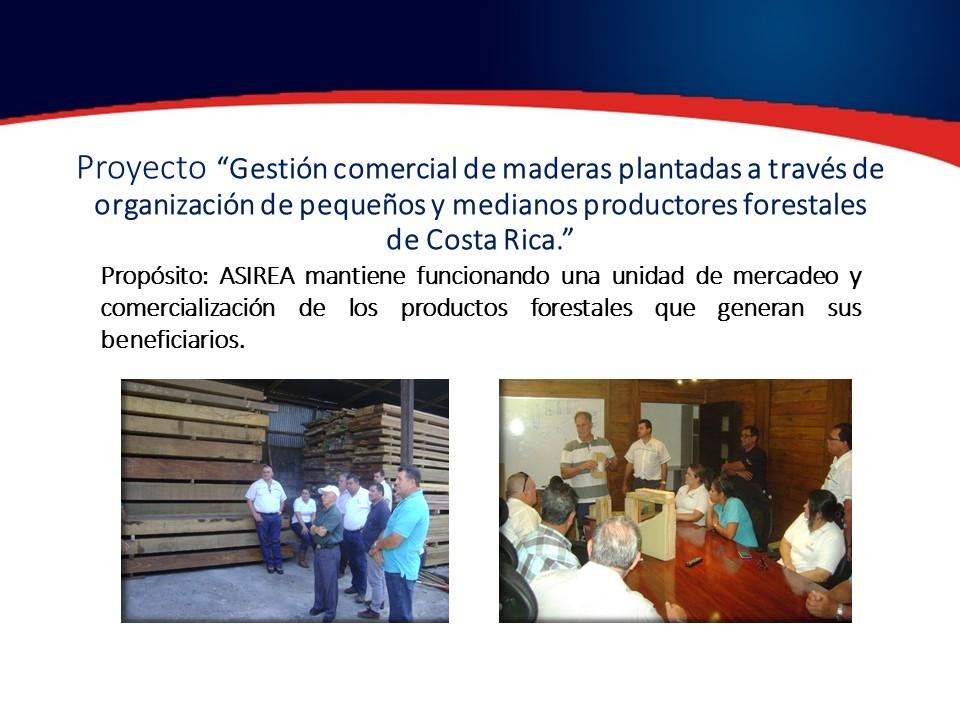 Proyecto “Gestión comercial de maderas plantadas a través de
organización de pequeños y medianos productores forestales
de Costa Rica.”
Propósito: ASIREA mantiene funcionando una unidad de mercadeo y
comercialización de los productos forestales que generan sus
beneficiarios.